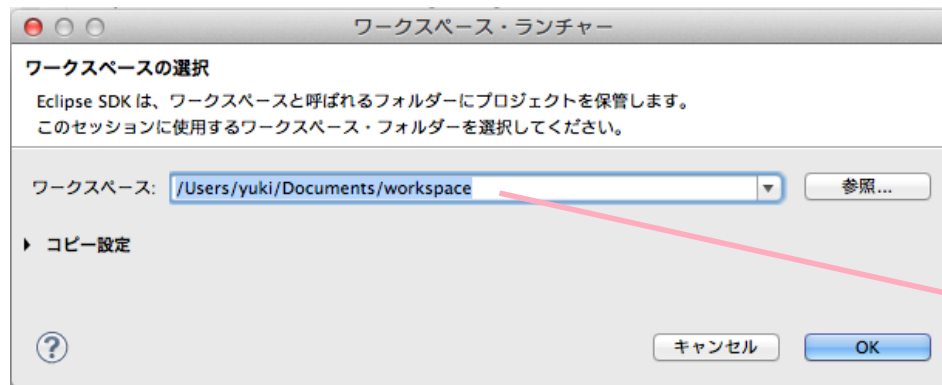 ワークスペース・ランチャー
ワークスペースの選択
Eclipse SDK は、ワークスペースと呼ばれるフォルダーにプロジェクトを保管します。
このセッションに使用するワークスペース・フォルダーを選択してください。
ワークスペース: /Users/yuki/Documents/workspace 参照...
コピー設定
? キャンセル OK